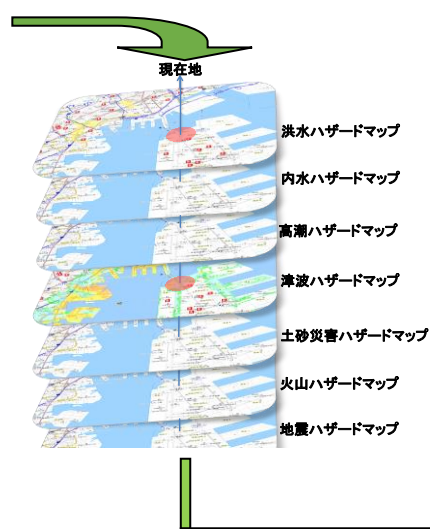 現在地
洪水ハザードマップ
内水ハザードマップ
高潮ハザードマップ
津波ハザードマップ
土砂災害ハザードマップ
火山ハザードマップ
地震ハザードマップ